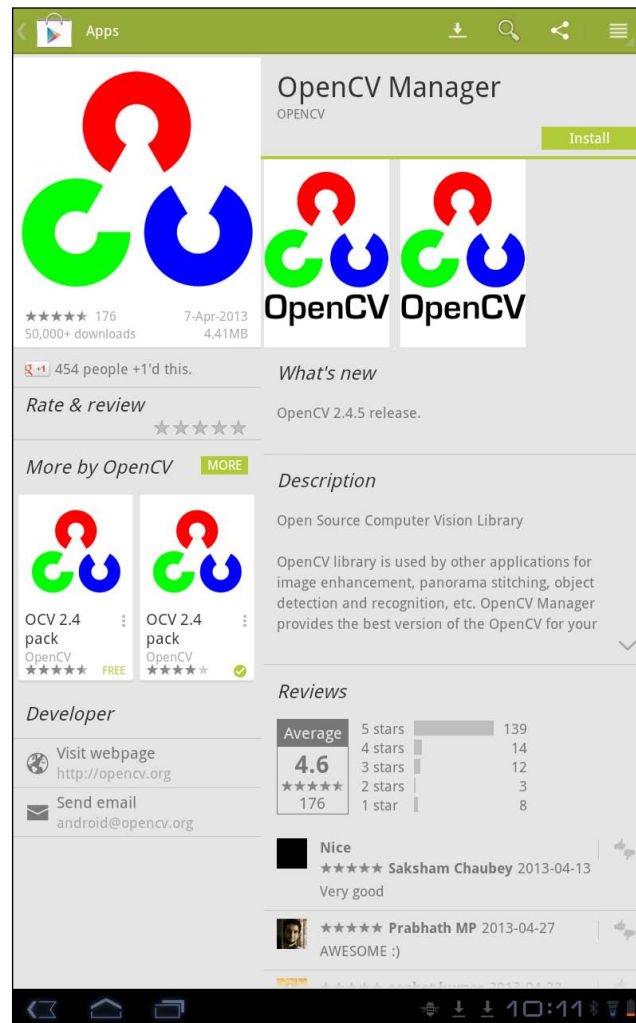 Apps
OpenCV Manager
OPENCV
Install
176
7-Apr-2013
50,000+ downloads
4.41MB
OpenCV
OpenCV
+1
454 people +1'd this.
Rate & review
More by OpenCV
MORE
OCV 2.4
pack
OpenCV
FREE
OCV 2.4
pack
OpenCV
Developer
Visit webpage
http://opencv.org
Send email
android@opencv.org
What's new
OpenCV 2.4.5 release.
Description
Open Source Computer Vision Library
OpenCV library is used by other applications for
image enhancement, panorama stitching, object
detection and recognition, etc. OpenCV Manager
provides the best version of the OpenCV for your
Reviews
Average
4.6
176
5 stars 139
4 stars 14
3 stars 12
2 stars 3
1 star 8
Nice
Saksham Chaubey 2013-04-13
Very good
Prabhath MP 2013-04-27
AWESOME :)
10:11